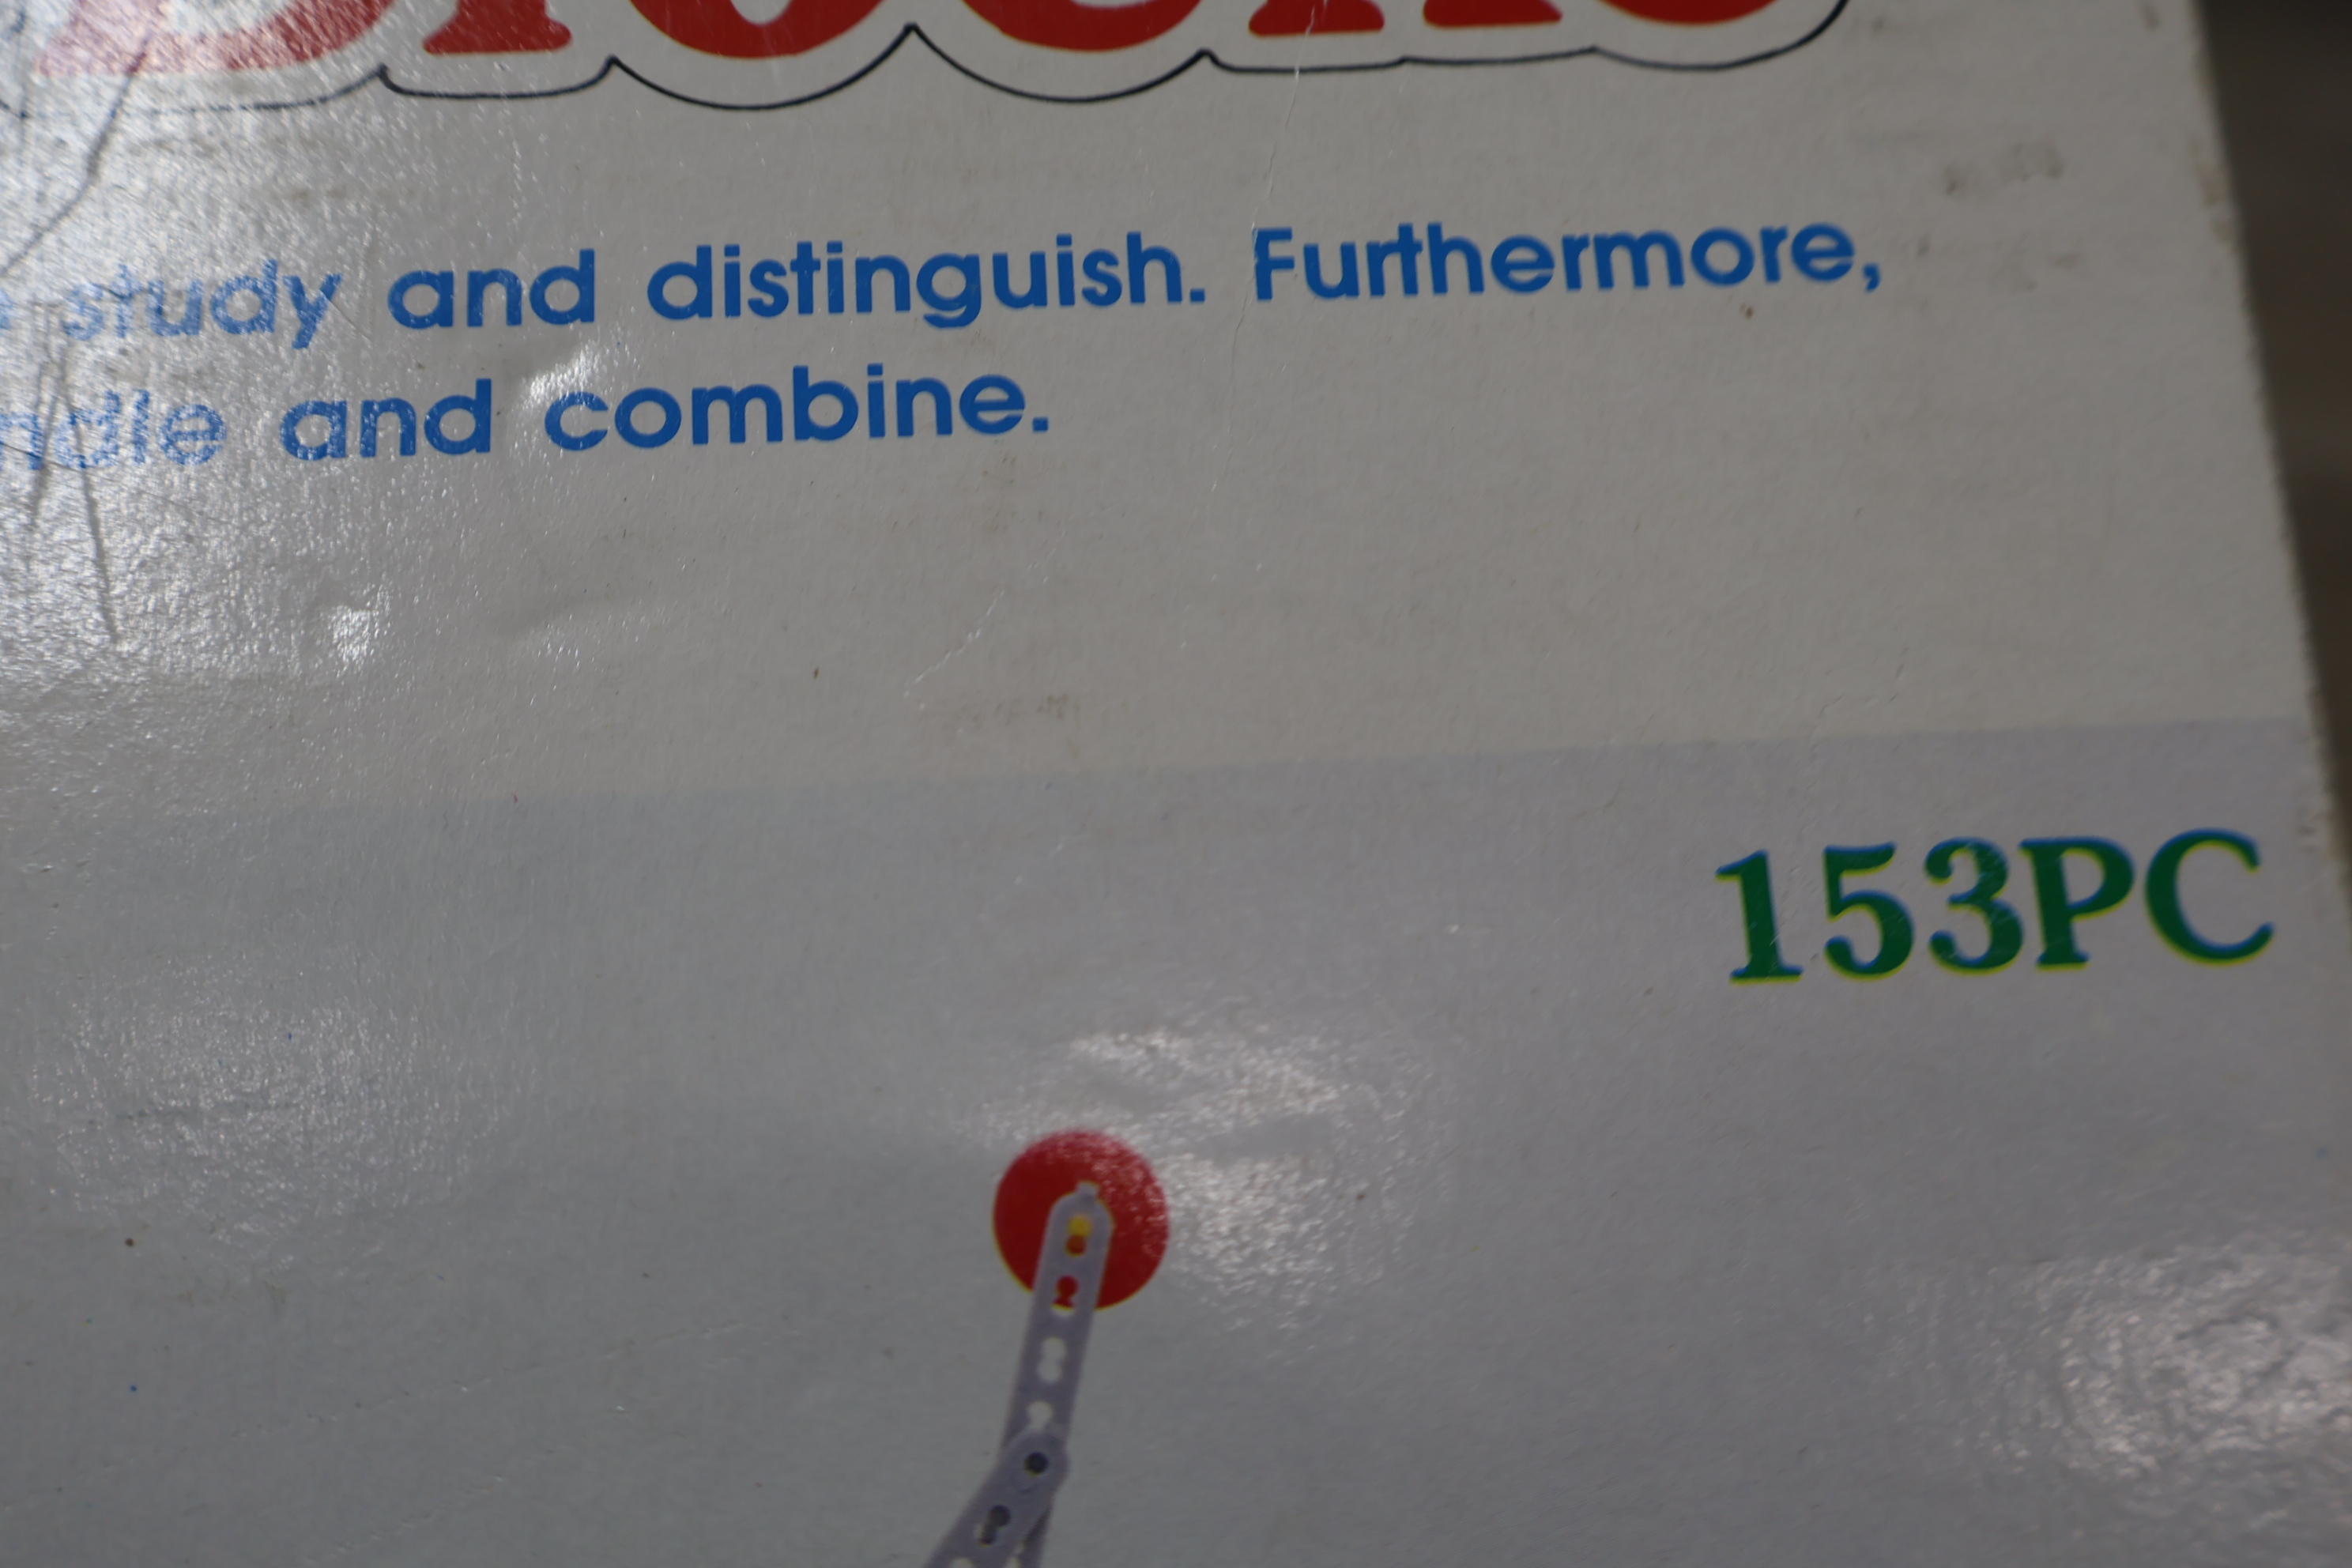 study and distinguish. Furthermore,
and combine.
153PC